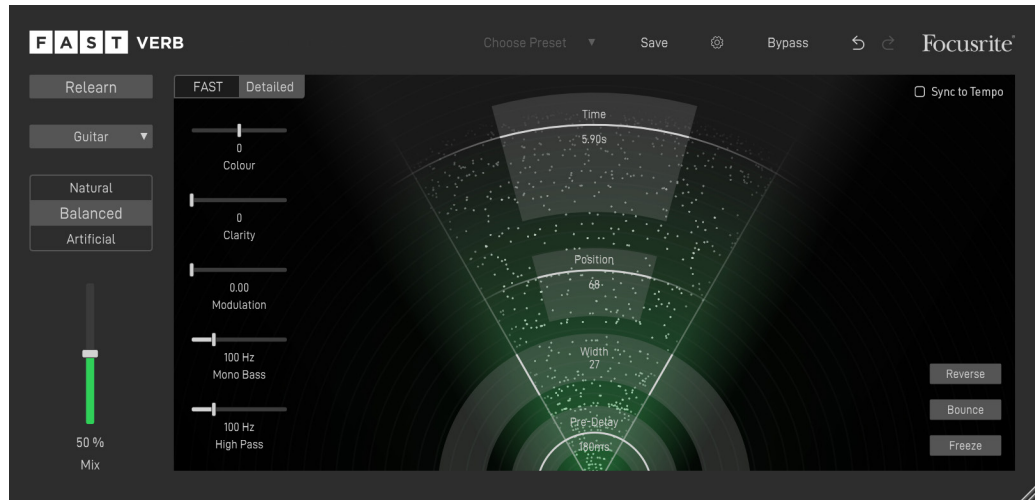 FAST VERB
Choose Preset
Save
Bypass
Focusrite®
Relearn
FAST
Detailed
Sync to Tempo
Guitar
Natural
Balanced
Artificial
50 %
Mix
0
Colour
0
Clarity
0.00
Modulation
100 Hz
Mono Bass
100 Hz
High Pass
Time
5.90s
Position
68
Width
27
Pre-Delay
180ms
Reverse
Bounce
Freeze